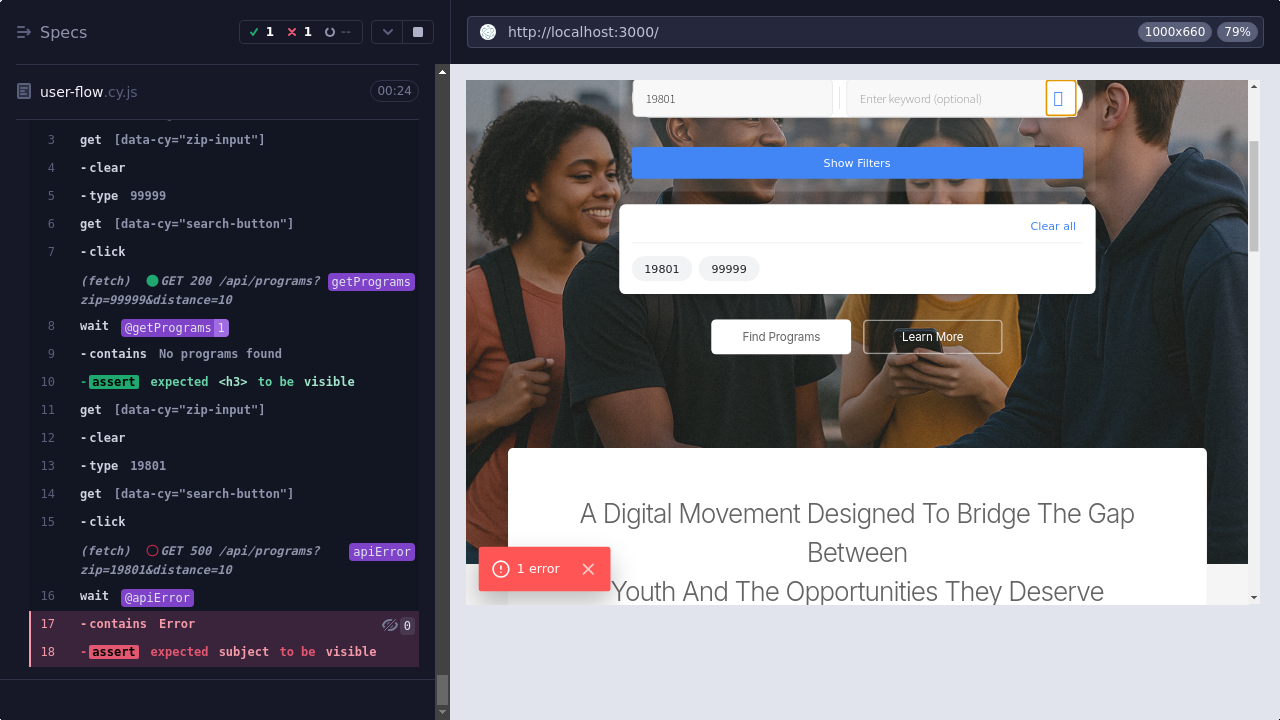 Specs
1
1
--
user-flow.cy.js
00:24
3 get [data-cy="zip-input"]
4 -clear
5 -type 99999
6 get [data-cy="search-button"]
7 -click
(fetch) GET 200 /api/programs?zip=99999&distance=10 getPrograms
8 wait @getPrograms 1
9 -contains No programs found
10 -assert expected <h3> to be visible
11 get [data-cy="zip-input"]
12 -clear
13 -type 19801
14 get [data-cy="search-button"]
15 -click
(fetch) GET 500 /api/programs?zip=19801&distance=10 apiError
16 wait @apiError
17 -contains Error 0
18 -assert expected subject to be visible
http://localhost:3000/
1000x660
79%
19801
Enter keyword (optional)
Show Filters
Clear all
19801 99999
Find Programs
Learn More
A Digital Movement Designed To Bridge The Gap
Between
Youth And The Opportunities They Deserve
1 error